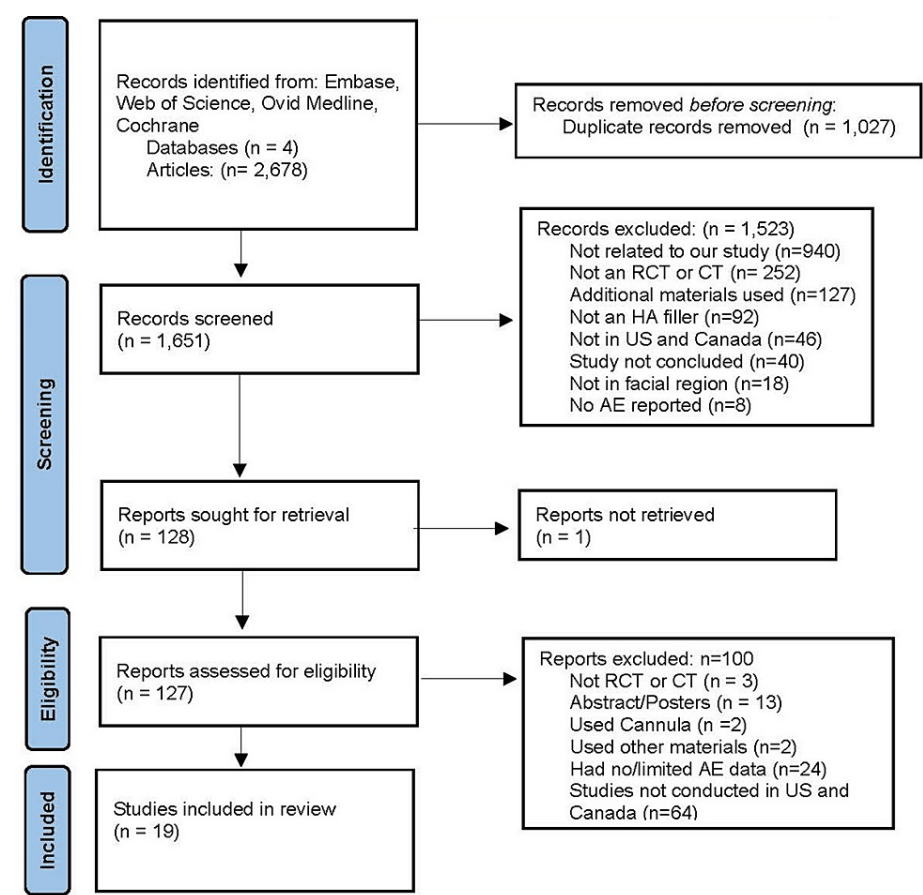 Identification
Records identified from: Embase,
Web of Science, Ovid Medline,
Cochrane
Databases (n = 4)
Articles: (n= 2,678)
Records removed before screening:
Duplicate records removed (n = 1,027)
Screening
Records screened
(n = 1,651)
Records excluded: (n = 1,523)
Not related to our study (n=940)
Not an RCT or CT (n= 252)
Additional materials used (n=127)
Not an HA filler (n=92)
Not in US and Canada (n=46)
Study not concluded (n=40)
Not in facial region (n=18)
No AE reported (n=8)
Reports sought for retrieval
(n = 128)
Reports not retrieved
(n = 1)
Eligibility
Reports assessed for eligibility
(n = 127)
Reports excluded: n=100
Not RCT or CT (n = 3)
Abstract/Posters (n = 13)
Used Cannula (n =2)
Used other materials (n=2)
Had no/limited AE data (n=24)
Studies not conducted in US and
Canada (n=64)
Included
Studies included in review
(n = 19)